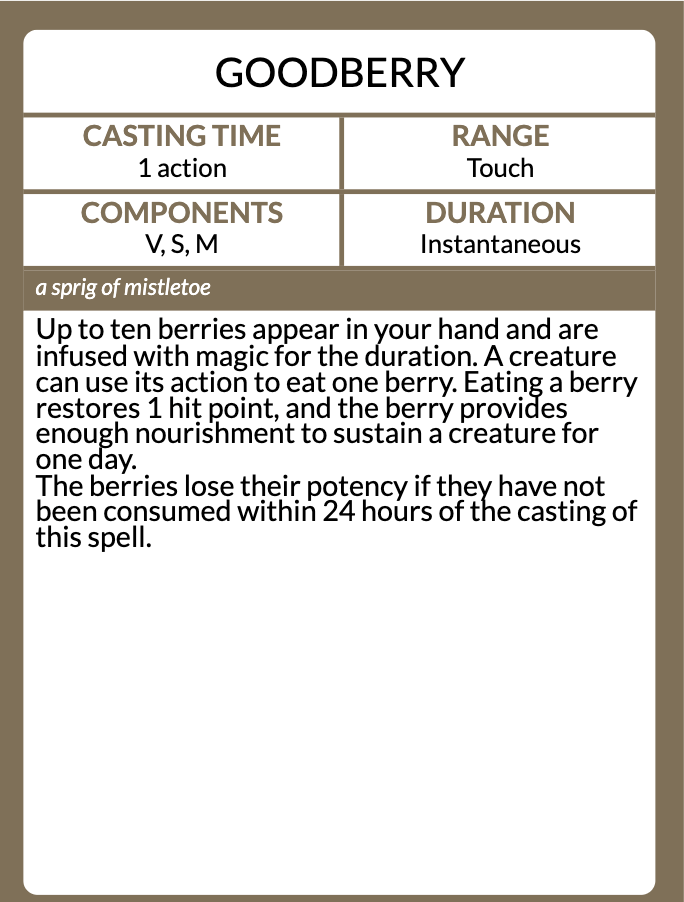 GOODBERRY
CASTING TIME
1 action
RANGE
Touch
COMPONENTS
V, S, M
DURATION
Instantaneous
a sprig of mistletoe
Up to ten berries appear in your hand and are
infused with magic for the duration. A creature
can use its action to eat one berry. Eating a berry
restores 1 hit point, and the berry provides
enough nourishment to sustain a creature for
one day.
The berries lose their potency if they have not
been consumed within 24 hours of the casting of
this spell.